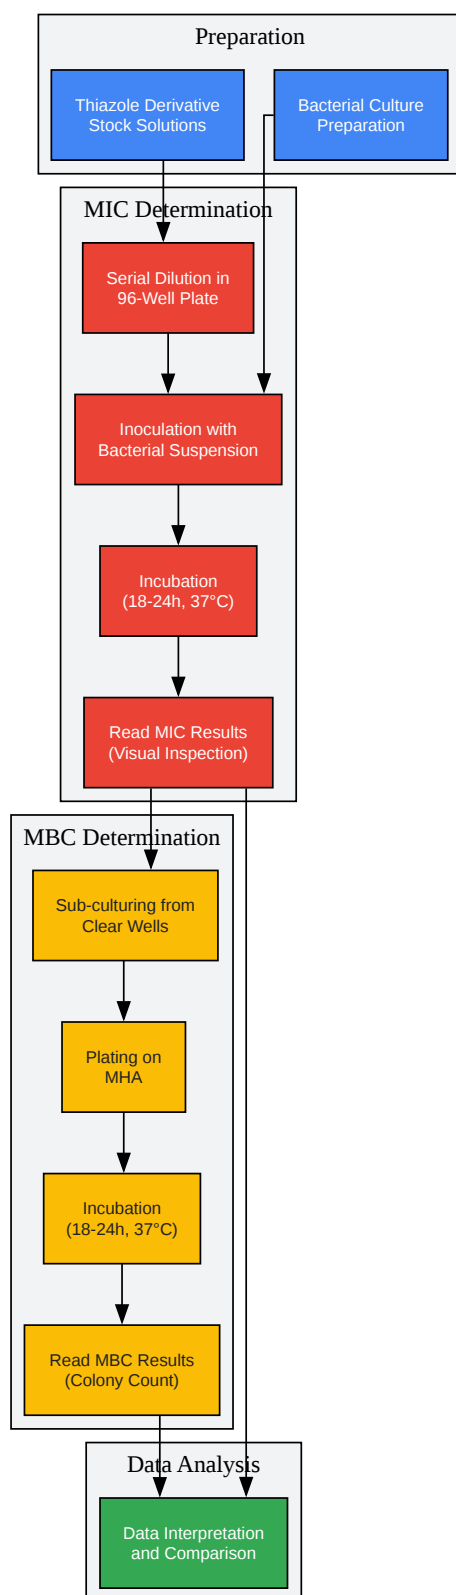 Preparation
Thiazole Derivative
Stock Solutions
Bacterial Culture
Preparation
MIC Determination
Serial Dilution in
96-Well Plate
Inoculation with
Bacterial Suspension
Incubation
(18-24h, 37°C)
Read MIC Results
(Visual Inspection)
MBC Determination
Sub-culturing from
Clear Wells
Plating on
MHA
Incubation
(18-24h, 37°C)
Read MBC Results
(Colony Count)
Data Analysis
Data Interpretation
and Comparison